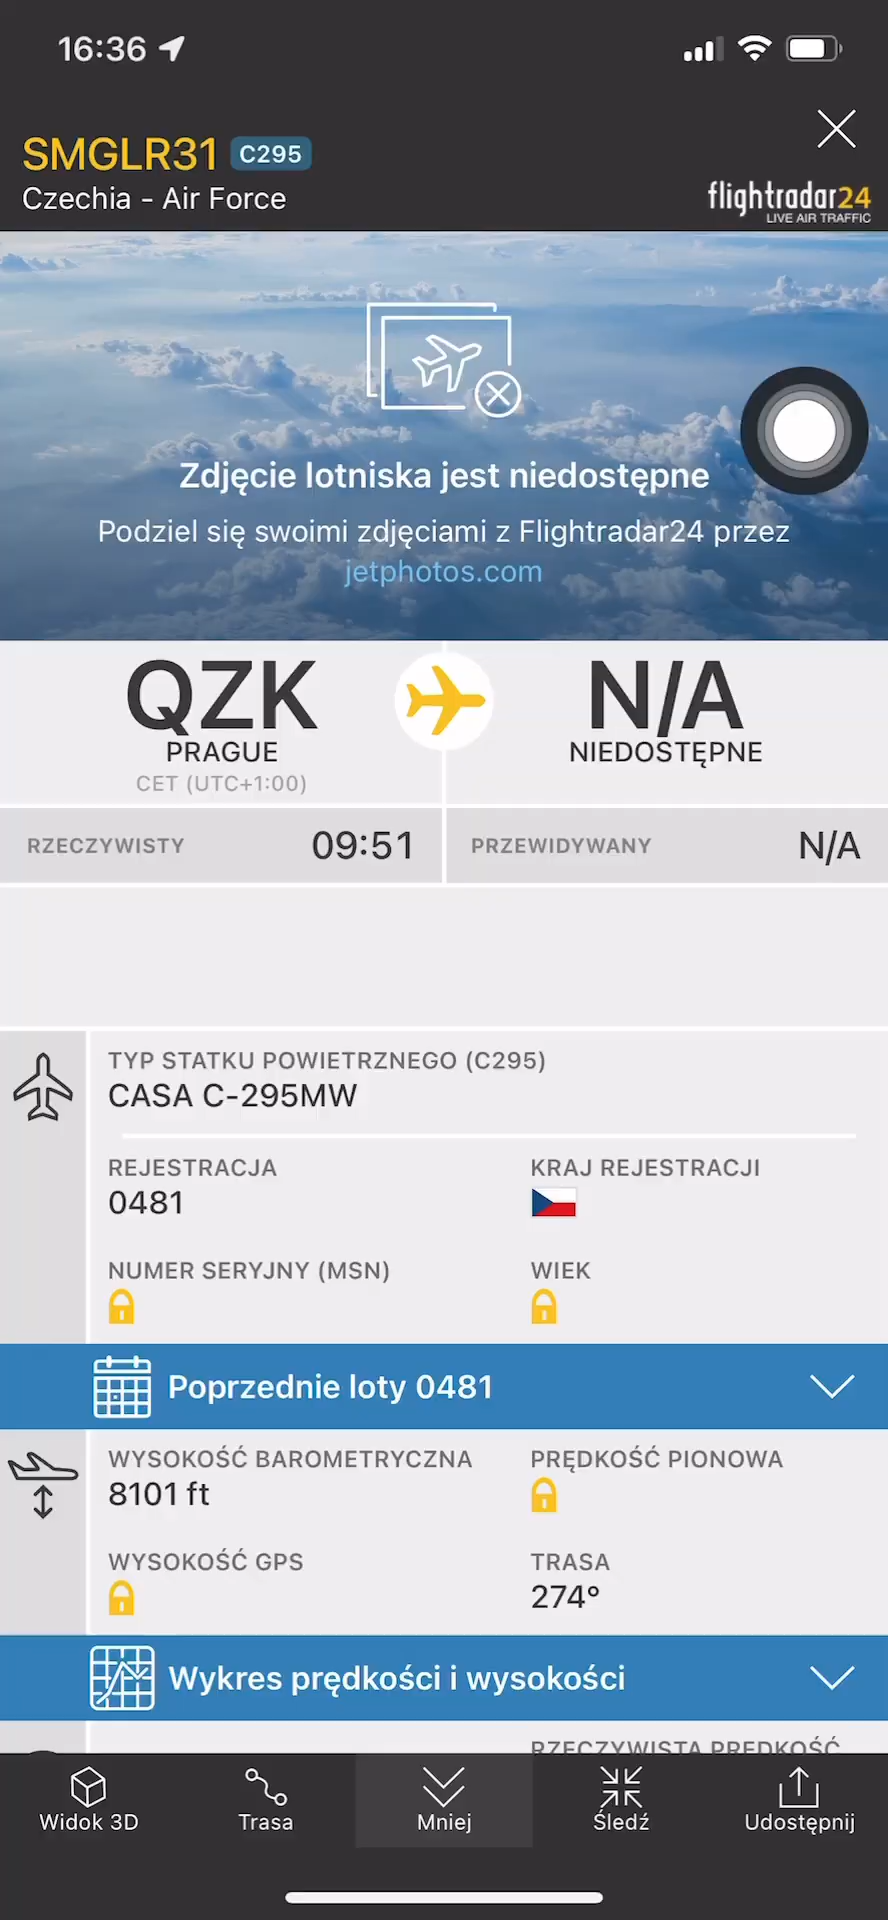 16:36
SMGLR31 C295
Czechia - Air Force
flightradar24
LIVE AIR TRAFFIC
Zdjęcie lotniska jest niedostępne
Podziel się swoimi zdjęciami z Flightradar24 przez
jetphotos.com
QZK
PRAGUE
CET (UTC+1:00)
N/A
NIEDOSTĘPNE
RZECZYWISTY 09:51
PRZEWIDYWANY N/A
TYP STATKU POWIETRZNEGO (C295)
CASA C-295MW
REJESTRACJA
0481
KRAJ REJESTRACJI
NUMER SERYJNY (MSN)
WIEK
Poprzednie loty 0481
WYSOKOŚĆ BAROMETRYCZNA
8101 ft
PRĘDKOŚĆ PIONOWA
WYSOKOŚĆ GPS
TRASA
274°
Wykres prędkości i wysokości
RZECZYWISTA PRĘDKOŚĆ
Widok 3D
Trasa
Mniej
Śledź
Udostępnij